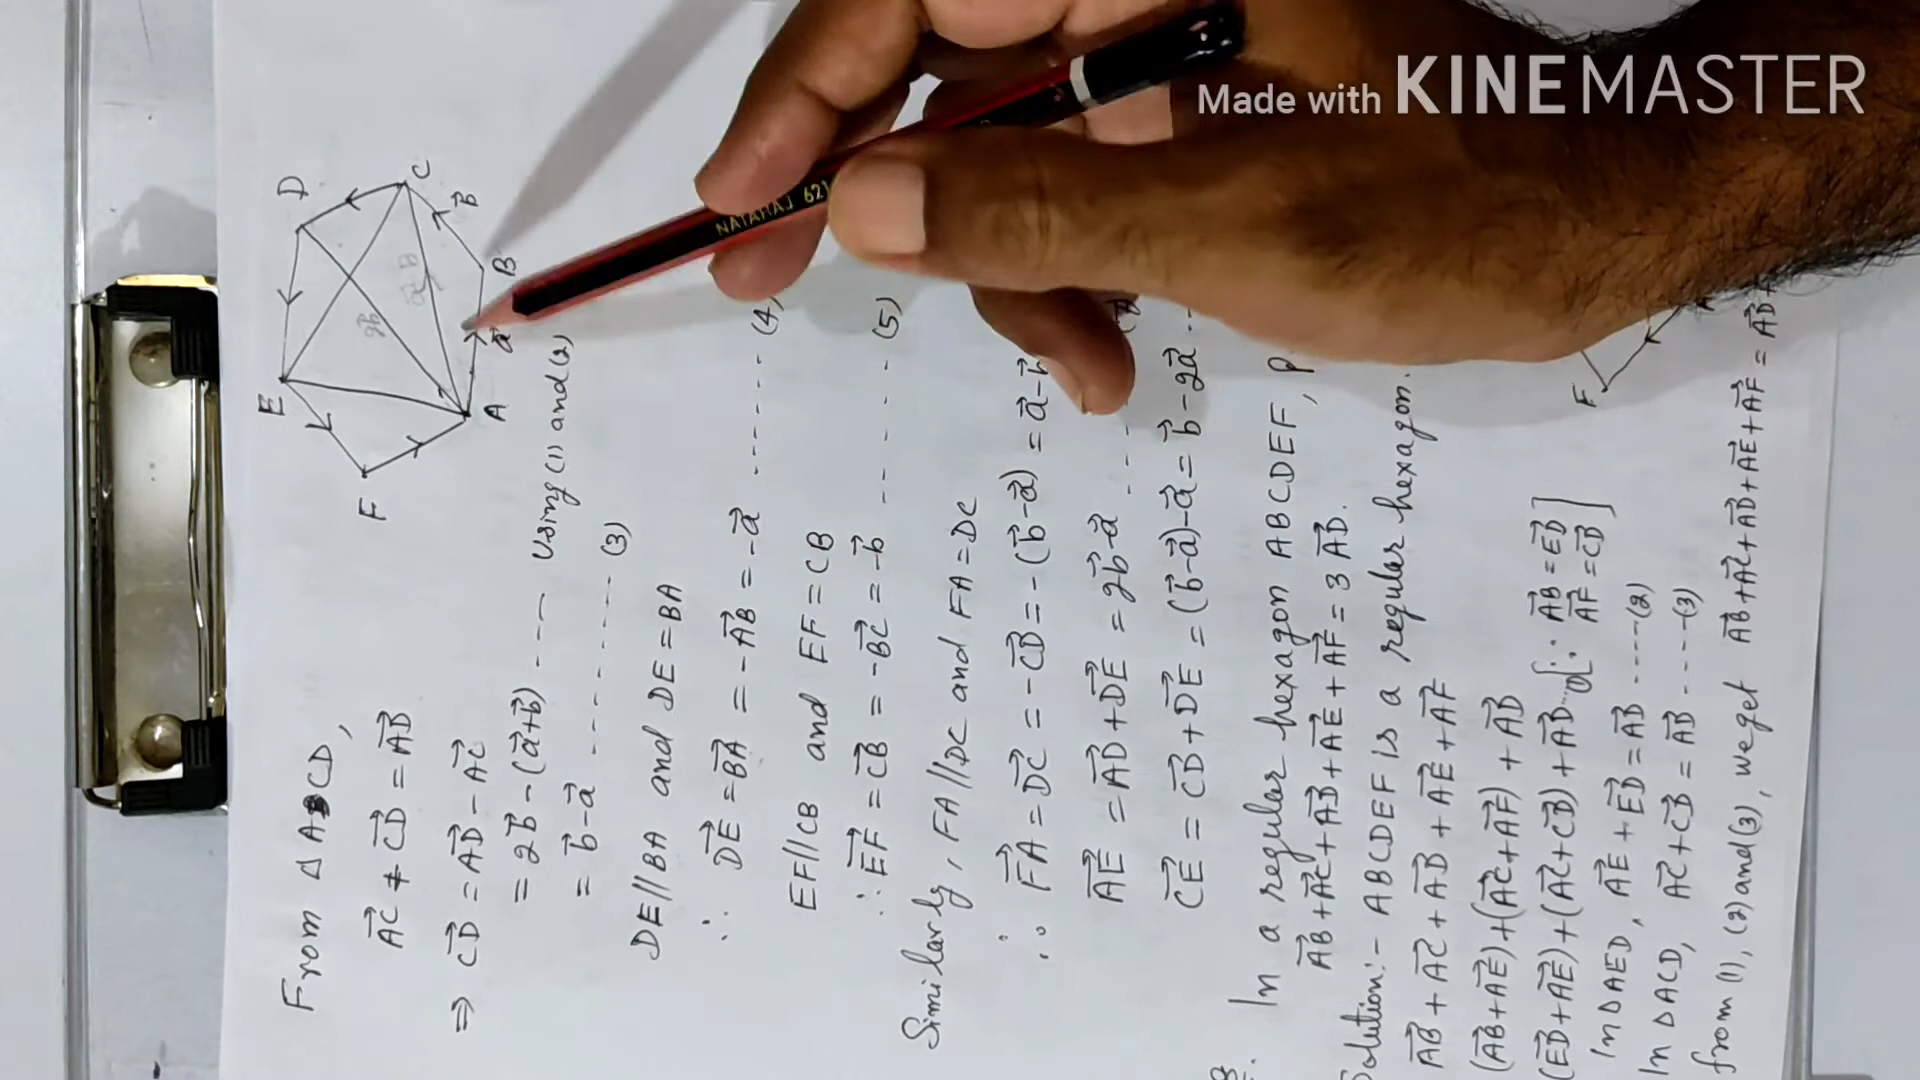 Made with KINEMASTER
NATARAJ 621
D
C
E
b⃗
2b⃗
B
a⃗
A
F
From Δ ACD,
AC⃗ + CD⃗ = AD⃗
⇒ CD⃗ = AD⃗ - AC⃗
= 2b⃗ - (a⃗+b⃗) ---- Using (1) and (2)
= b⃗ - a⃗ --------- (3)
DE // BA and DE = BA
∴ DE⃗ = BA⃗ = -AB⃗ = -a⃗ ------- (4)
EF // CB and EF = CB
∴ EF⃗ = CB⃗ = -BC⃗ = -b⃗ ------- (5)
Similarly, FA // DC and FA = DC
∴ FA⃗ = DC⃗ = -CD⃗ = -(b⃗-a⃗) = a⃗-b⃗
AE⃗ = AD⃗ + DE⃗ = 2b⃗-a⃗ ----
CE⃗ = CD⃗ + DE⃗ = (b⃗-a⃗)-a⃗ = b⃗-2a⃗ ---
In a regular hexagon ABCDEF,
AB⃗+AC⃗+AD⃗+AE⃗+AF⃗ = 3AD⃗.
Solution:- ABCDEF is a regular hexagon.
AB⃗+AC⃗+AD⃗+AE⃗+AF⃗
(AB⃗+AE⃗)+(AC⃗+AF⃗)+AD⃗
(ED⃗+AE⃗)+(AC⃗+CD⃗)+AD⃗ ... [∵ AB⃗=ED⃗
AF⃗=CD⃗]
In ΔAED, AE⃗+ED⃗ = AD⃗ -----(2)
In ΔACD, AC⃗+CD⃗ = AD⃗ -----(3)
from (1), (2) and (3), we get AB⃗+AC⃗+AD⃗+AE⃗+AF⃗ = AD⃗+
F